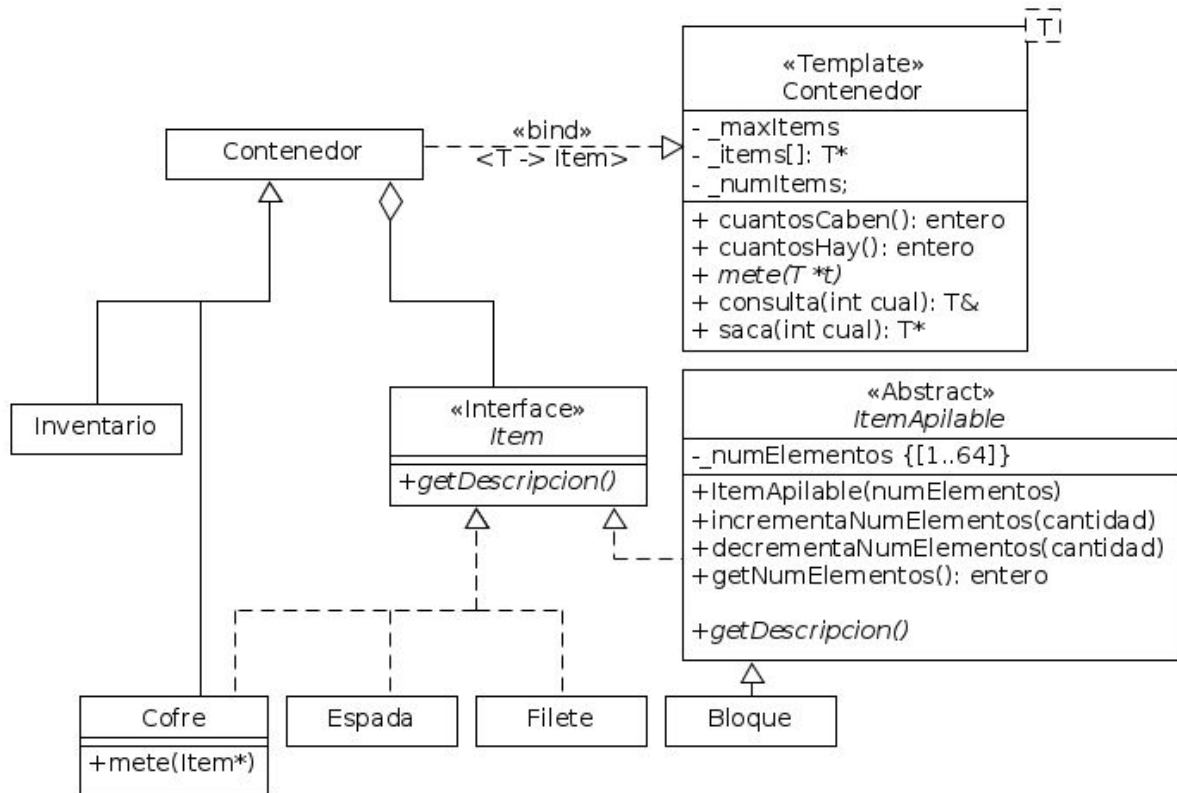 T
«Template»
Contenedor
- _maxItems
- _items[]: T*
- _numItems;
+ cuantosCaben(): entero
+ cuantosHay(): entero
+ mete(T *t)
+ consulta(int cual): T&
+ saca(int cual): T*
Contenedor
«bind»
<T -> Item>
Inventario
«Interface»
Item
+getDescripcion()
«Abstract»
ItemApilable
-_numElementos {[1..64]}
+ItemApilable(numElementos)
+incrementaNumElementos(cantidad)
+decrementaNumElementos(cantidad)
+getNumElementos(): entero
+getDescripcion()
Cofre
+mete(Item*)
Espada
Filete
Bloque